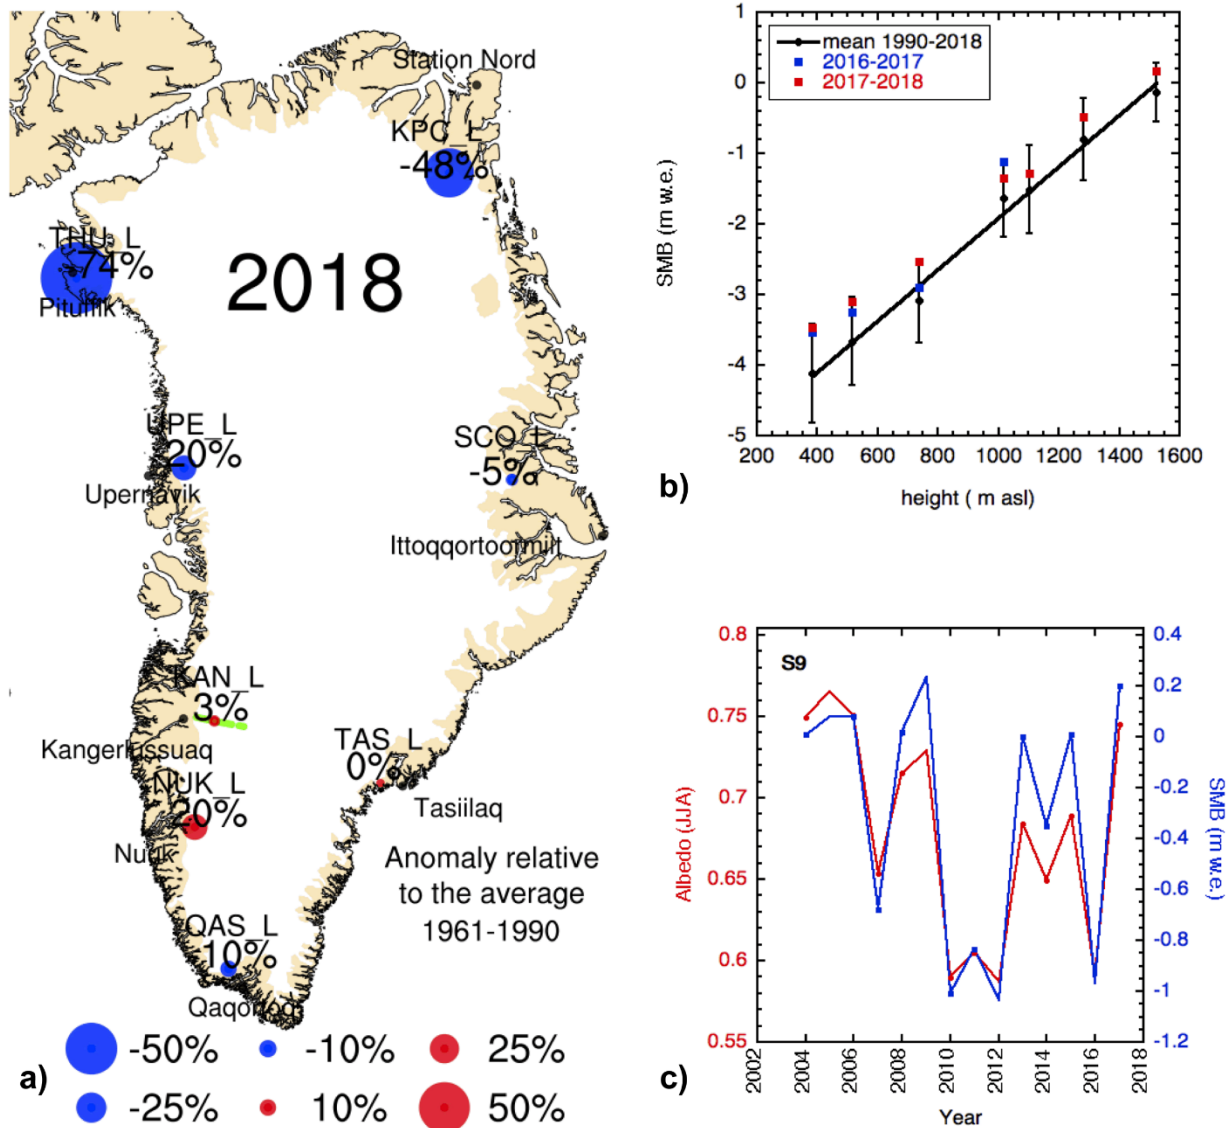 Station Nord
KPC_L
-48%
THU_L
-74%
Pituffik
2018
UPE_L
20%
Upernavik
SCO_L
-5%
Ittoqqortoormiit
KAN_L
3%
Kangerlussuaq
TAS_L
0%
Tasiilaq
NUK_L
20%
Nuuk
Anomaly relative
to the average
1961-1990
QAS_L
10%
Qaqortoq
-50%
-10%
25%
-25%
10%
50%
a)
mean 1990-2018
2016-2017
2017-2018
SMB (m w.e.)
1
0
-1
-2
-3
-4
-5
200 400 600 800 1000 1200 1400 1600
height ( m asl)
b)
S9
Albedo (JJA)
0.8
0.75
0.7
0.65
0.6
0.55
SMB (m w.e.)
0.4
0.2
0
-0.2
-0.4
-0.6
-0.8
-1
-1.2
2002 2004 2006 2008 2010 2012 2014 2016 2018
Year
c)